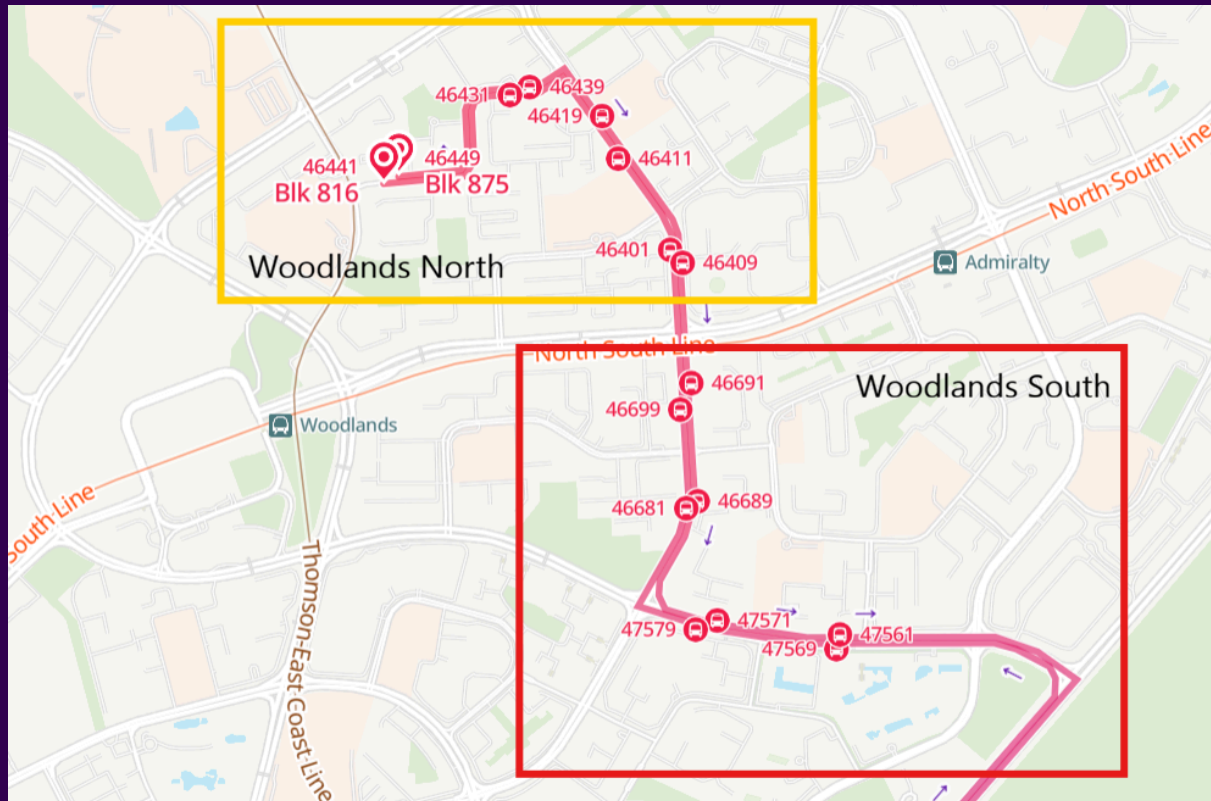 46431
46439
46419
46411
46441
Blk 816
46449
Blk 875
46401
46409
Woodlands North
Admiralty
North South Line
North South Line
Woodlands South
46691
46699
Woodlands
South Line
46681
46689
Thomson-East Coast Line
47571
47579
47561
47569